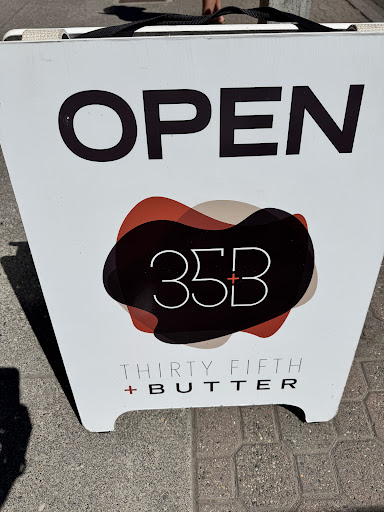 OPEN
35+B
THIRTY FIFTH
+ BUTTER